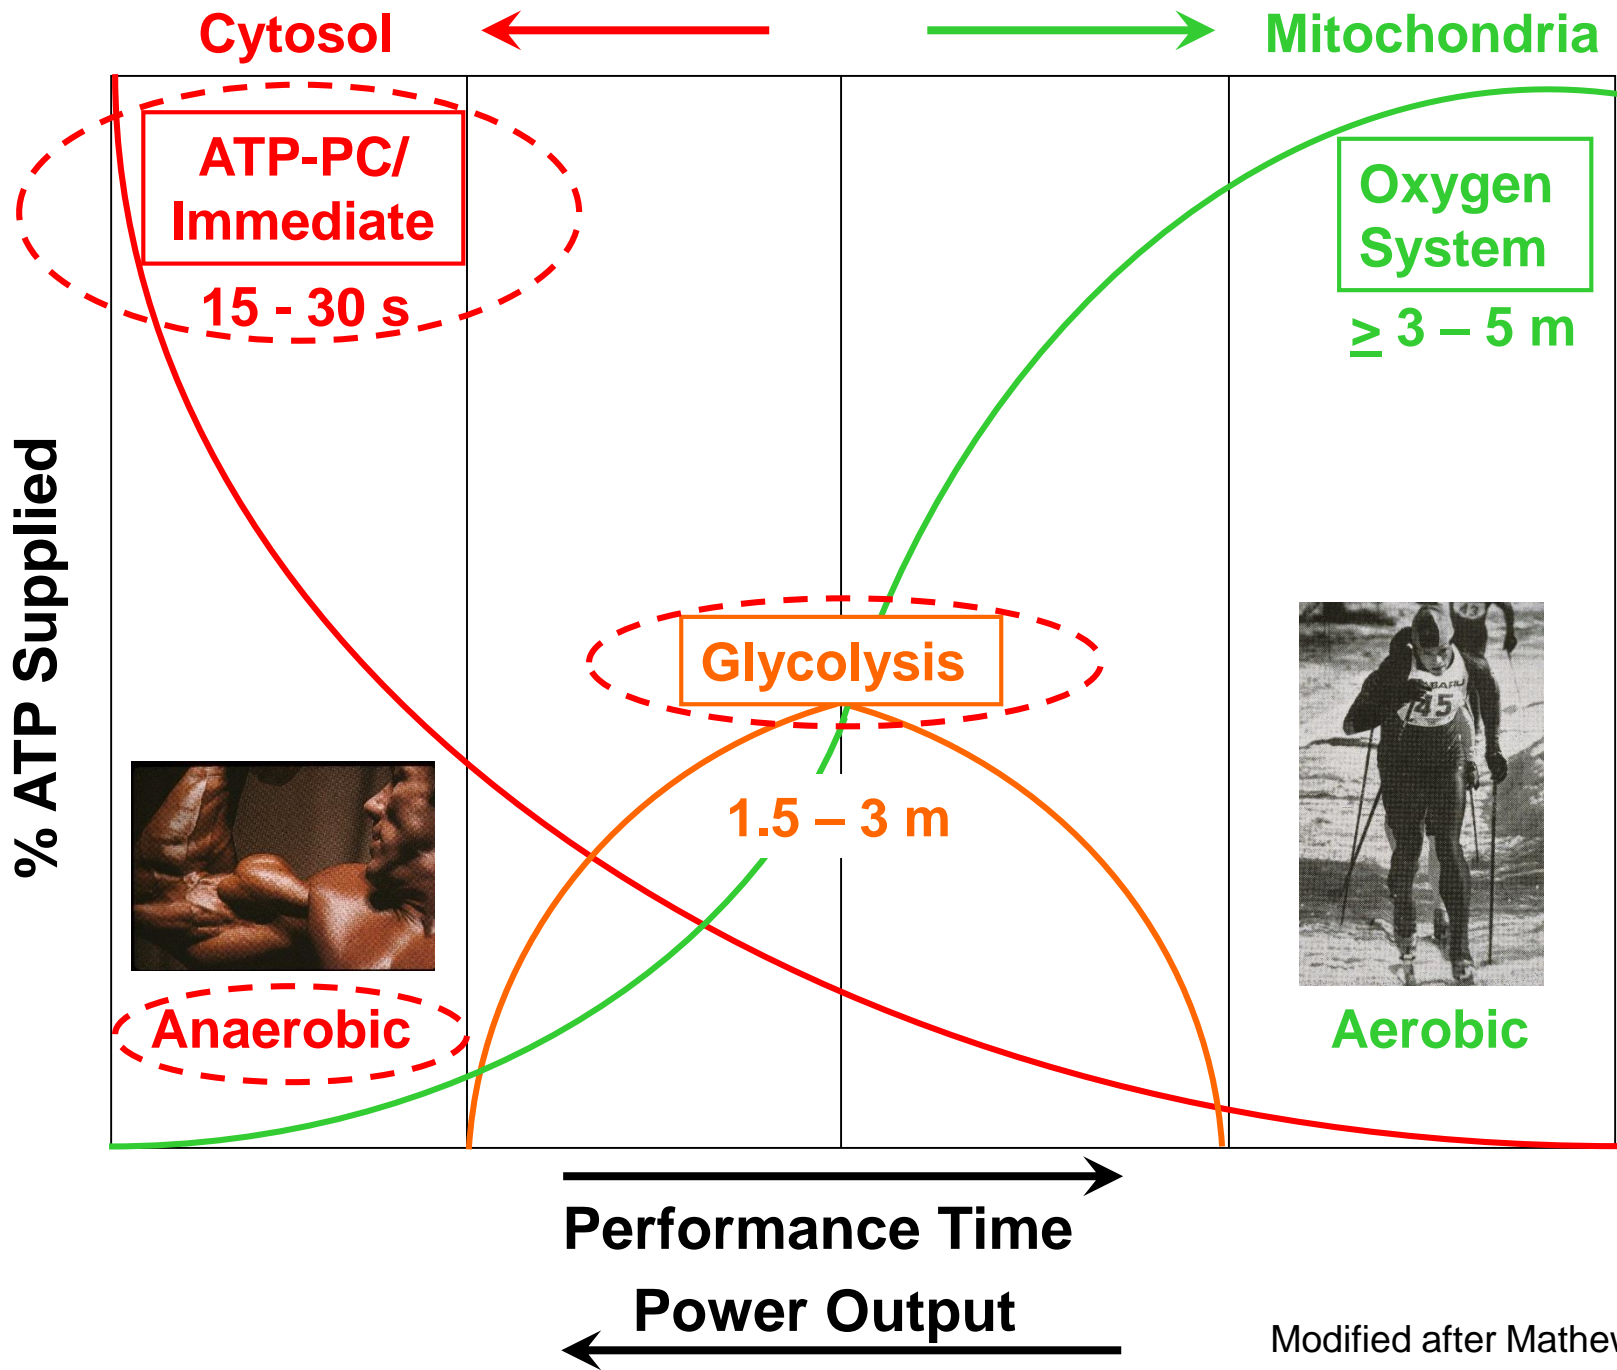 Cytosol
Mitochondria
ATP-PC/
Immediate
15 - 30 s
Oxygen
System
≥ 3 – 5 m
% ATP Supplied
Glycolysis
1.5 – 3 m
45
Anaerobic
Aerobic
Performance Time
Power Output
Modified after Mathew